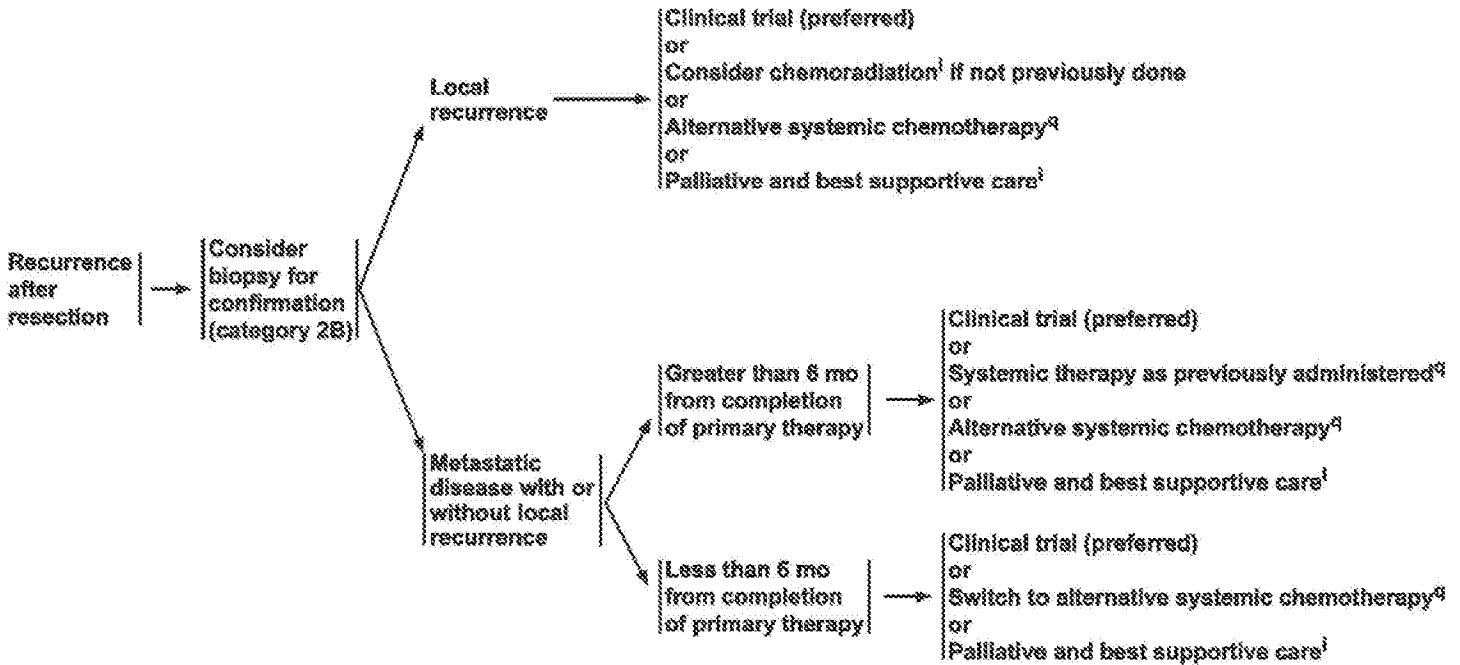 Recurrence
after
resection
Consider
biopsy for
confirmation
(category 2B)
Local
recurrence
Clinical trial (preferred)
or
Consider chemoradiationʲ if not previously done
or
Alternative systemic chemotherapy^q
or
Palliative and best supportive careⁱ
Metastatic
disease with or
without local
recurrence
Greater than 6 mo
from completion
of primary therapy
Clinical trial (preferred)
or
Systemic therapy as previously administered^q
or
Alternative systemic chemotherapy^q
or
Palliative and best supportive careⁱ
Less than 6 mo
from completion
of primary therapy
Clinical trial (preferred)
or
Switch to alternative systemic chemotherapy^q
or
Palliative and best supportive careⁱ